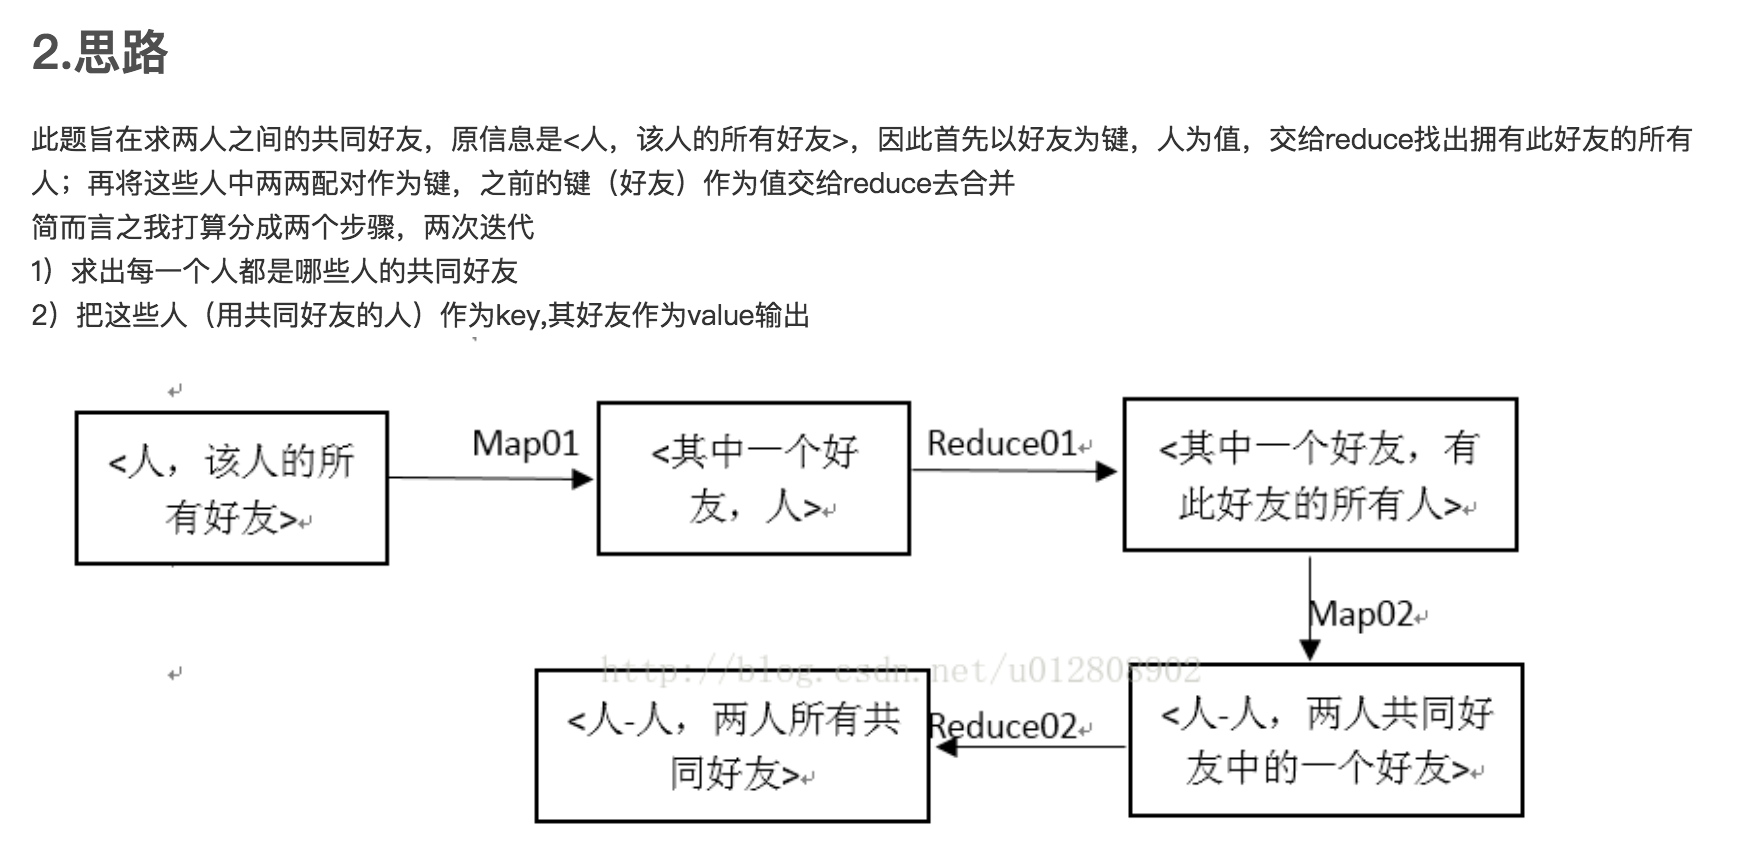 2.思路
此题旨在求两人之间的共同好友，原信息是<人，该人的所有好友>，因此首先以好友为键，人为值，交给reduce找出拥有此好友的所有
人；再将这些人中两两配对作为键，之前的键（好友）作为值交给reduce去合并
简而言之我打算分成两个步骤，两次迭代
1）求出每一个人都是哪些人的共同好友
2）把这些人（用共同好友的人）作为key,其好友作为value输出
<人，该人的所
有好友>
Map01
<其中一个好
友，人>
Reduce01
<其中一个好友，有
此好友的所有人>
Map02
http://blog.csdn.net/u012808902
<人-人，两人共同好
友中的一个好友>
Reduce02
<人-人，两人所有共
同好友>